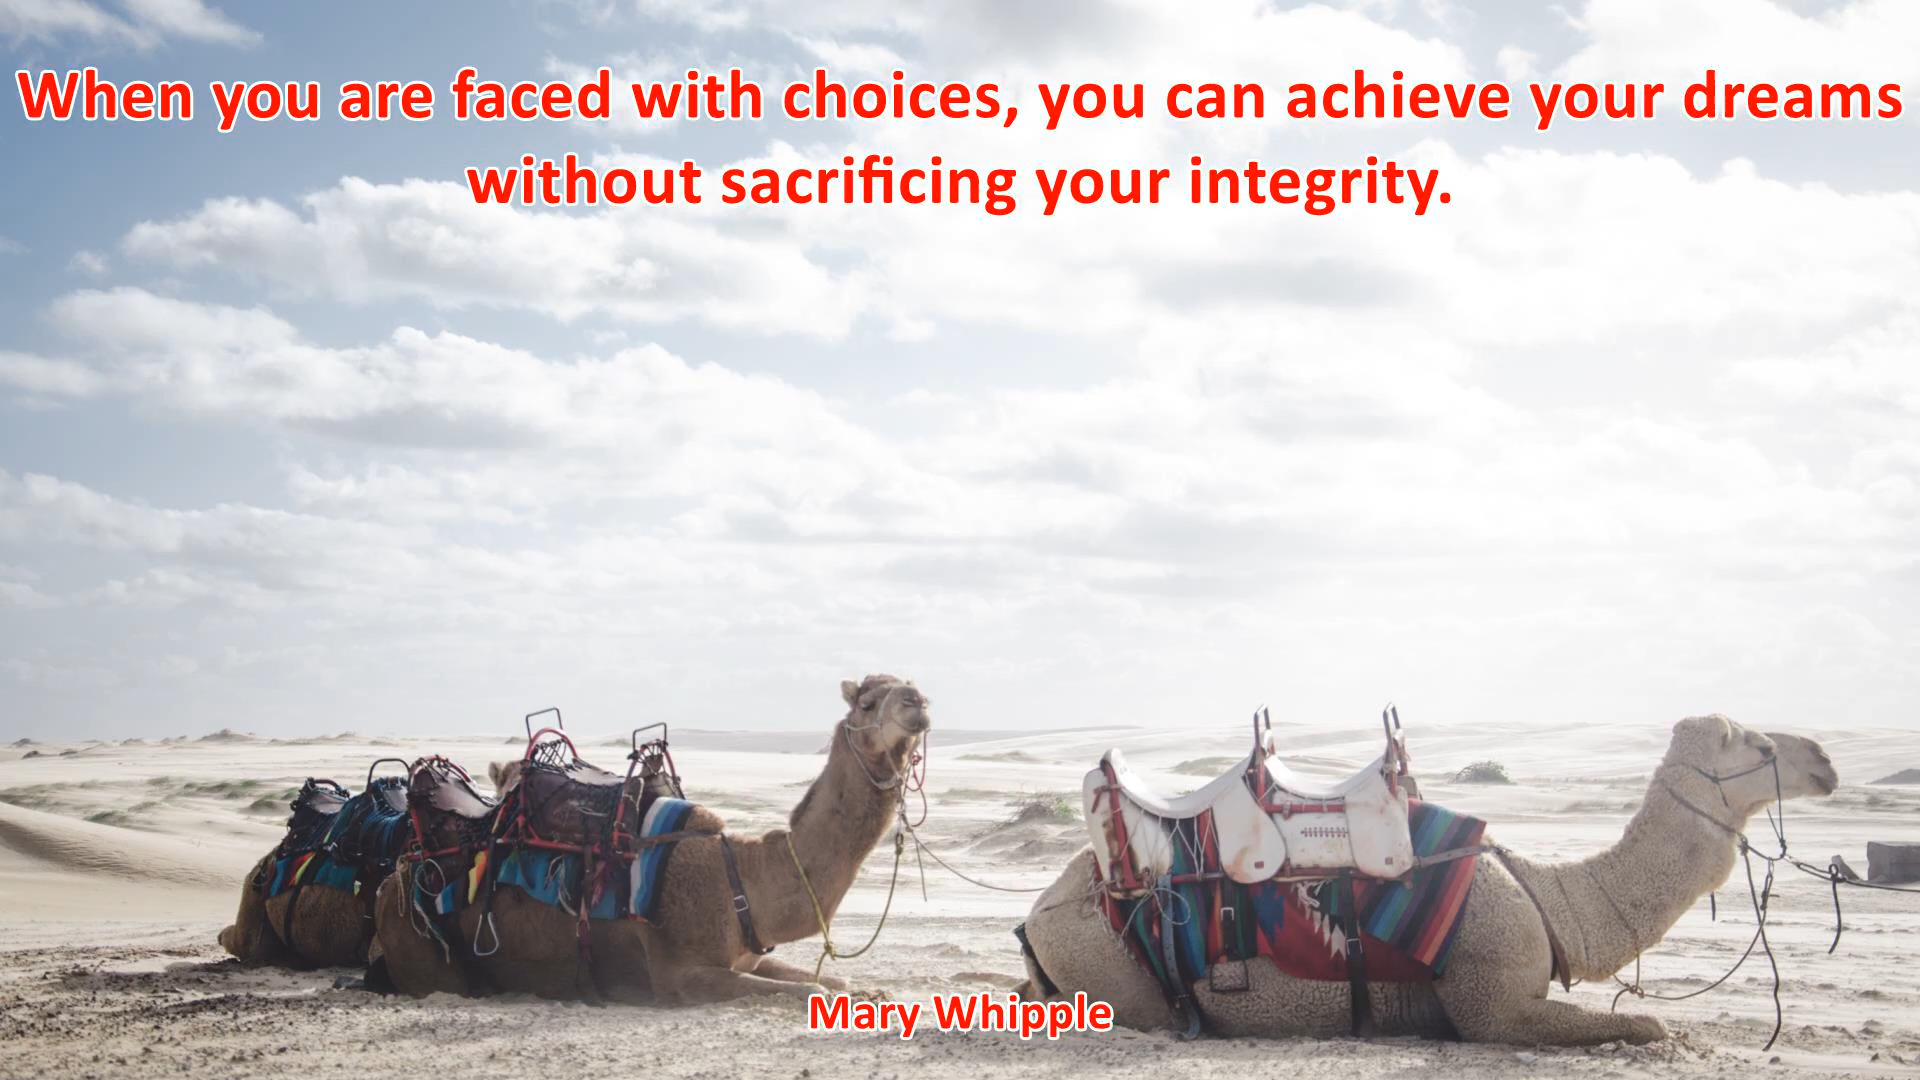 When you are faced with choices, you can achieve your dreams
without sacrificing your integrity.
Mary Whipple